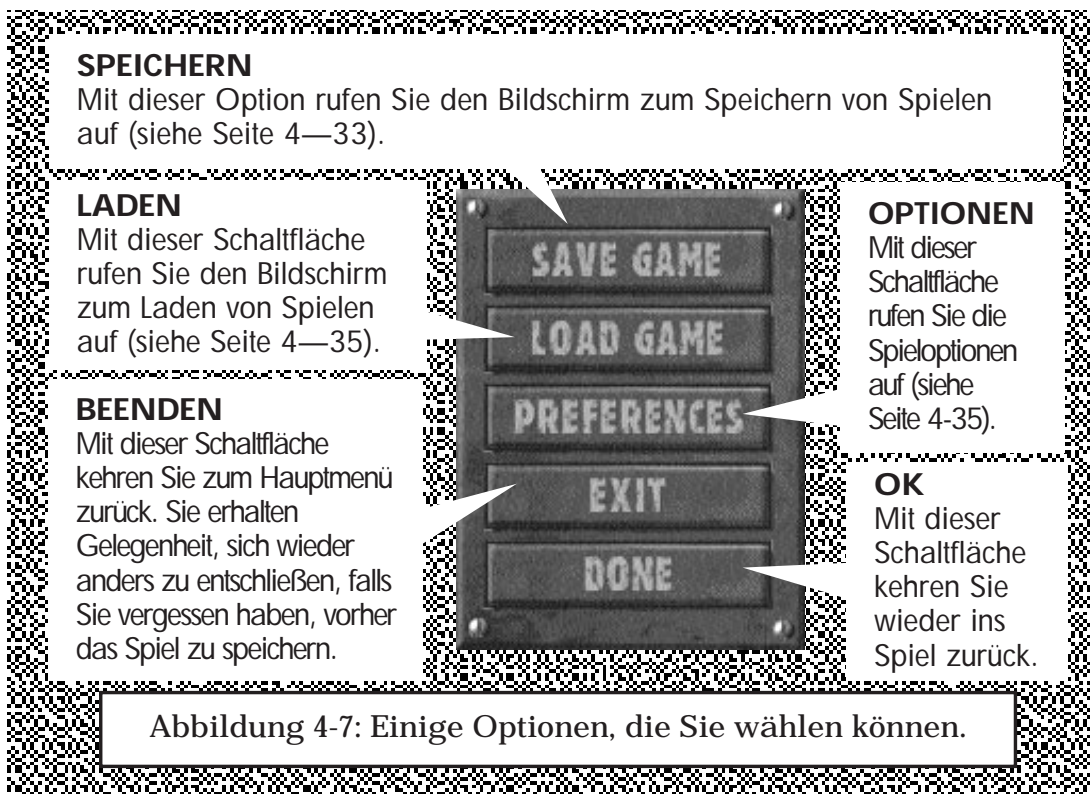 SPEICHERN
Mit dieser Option rufen Sie den Bildschirm zum Speichern von Spielen
auf (siehe Seite 4—33).
LADEN
Mit dieser Schaltfläche
rufen Sie den Bildschirm
zum Laden von Spielen
auf (siehe Seite 4—35).
BEENDEN
Mit dieser Schaltfläche
kehren Sie zum Hauptmenü
zurück. Sie erhalten
Gelegenheit, sich wieder
anders zu entschließen, falls
Sie vergessen haben, vorher
das Spiel zu speichern.
SAVE GAME
LOAD GAME
PREFERENCES
EXIT
DONE
OPTIONEN
Mit dieser
Schaltfläche
rufen Sie die
Spieloptionen
auf (siehe
Seite 4-35).
OK
Mit dieser
Schaltfläche
kehren Sie
wieder ins
Spiel zurück.
Abbildung 4-7: Einige Optionen, die Sie wählen können.